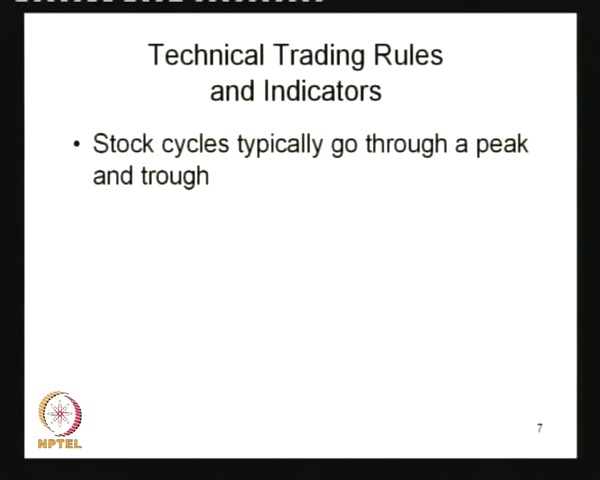 Technical Trading Rules
and Indicators
• Stock cycles typically go through a peak
and trough
NPTEL
7